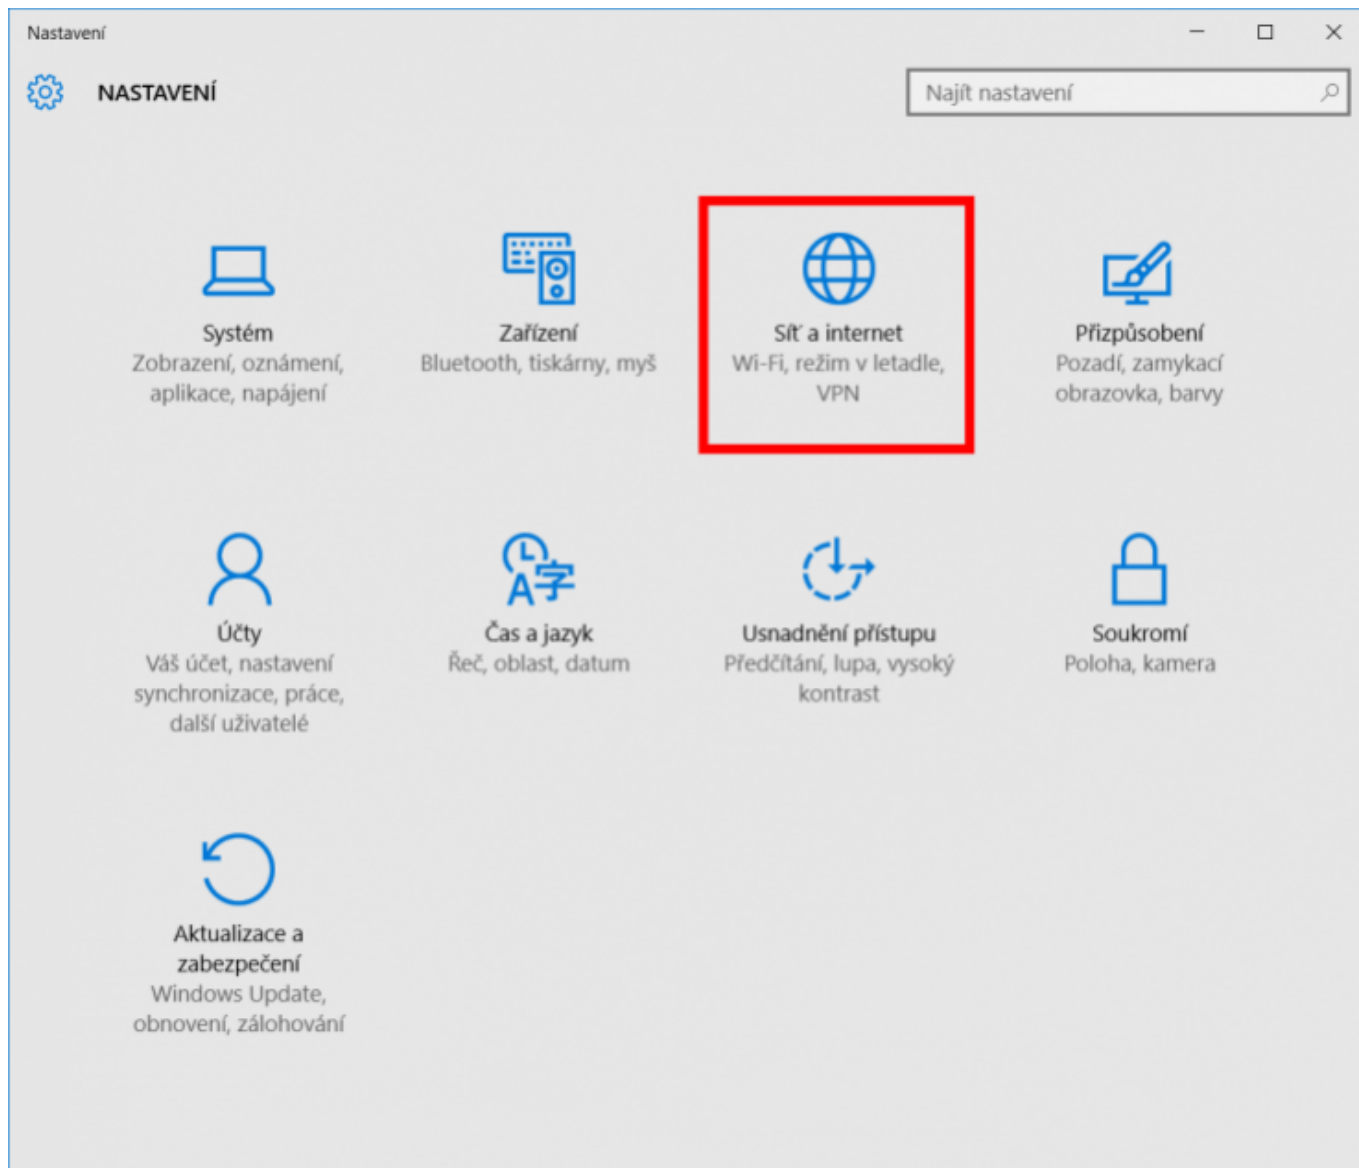 Nastavení
NASTAVENÍ
Najít nastavení
Systém
Zobrazení, oznámení,
aplikace, napájení
Zařízení
Bluetooth, tiskárny, myš
Síť a internet
Wi-Fi, režim v letadle,
VPN
Přizpůsobení
Pozadí, zamykací
obrazovka, barvy
Účty
Váš účet, nastavení
synchronizace, práce,
další uživatelé
Čas a jazyk
Řeč, oblast, datum
Usnadnění přístupu
Předčítání, lupa, vysoký
kontrast
Soukromí
Poloha, kamera
Aktualizace a
zabezpečení
Windows Update,
obnovení, zálohování